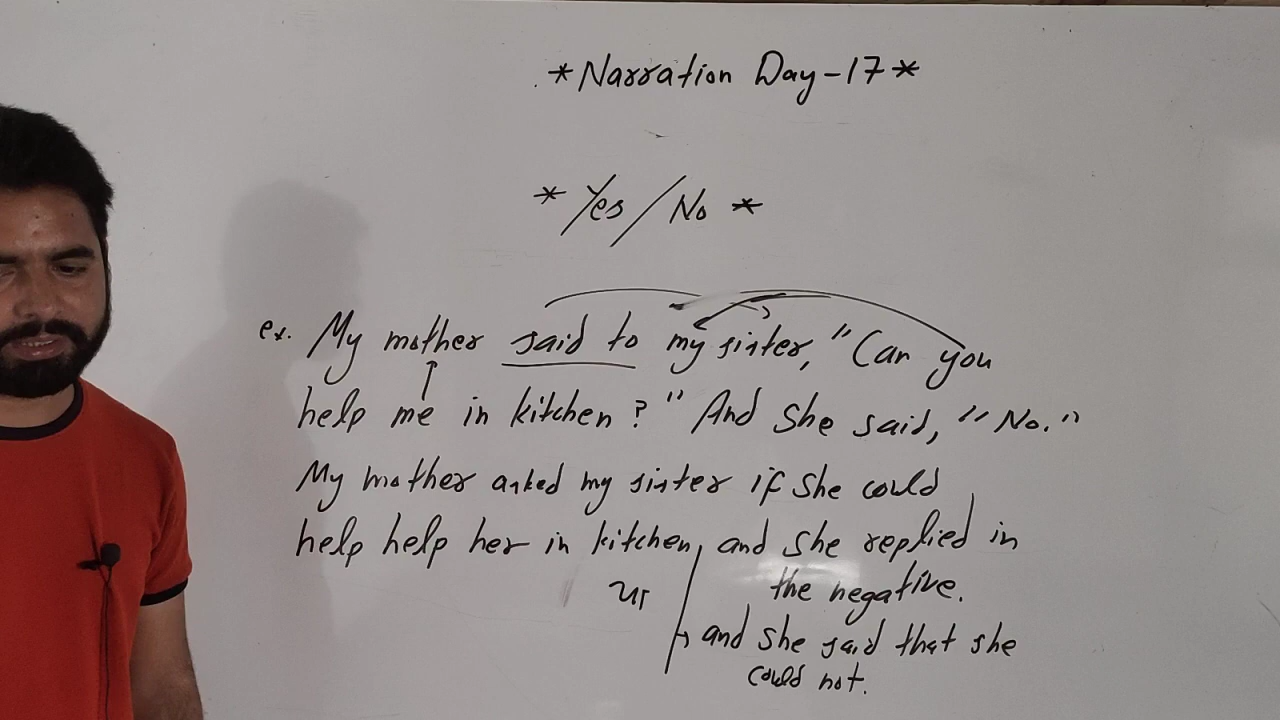 *Narration Day-17*
* Yes/No *
ex. My mother said to my sister, "Can you
help me in kitchen?" And she said, "No."
My mother asked my sister if she could
help help her in kitchen, and she replied in
the negative.
and she said that she
could not.